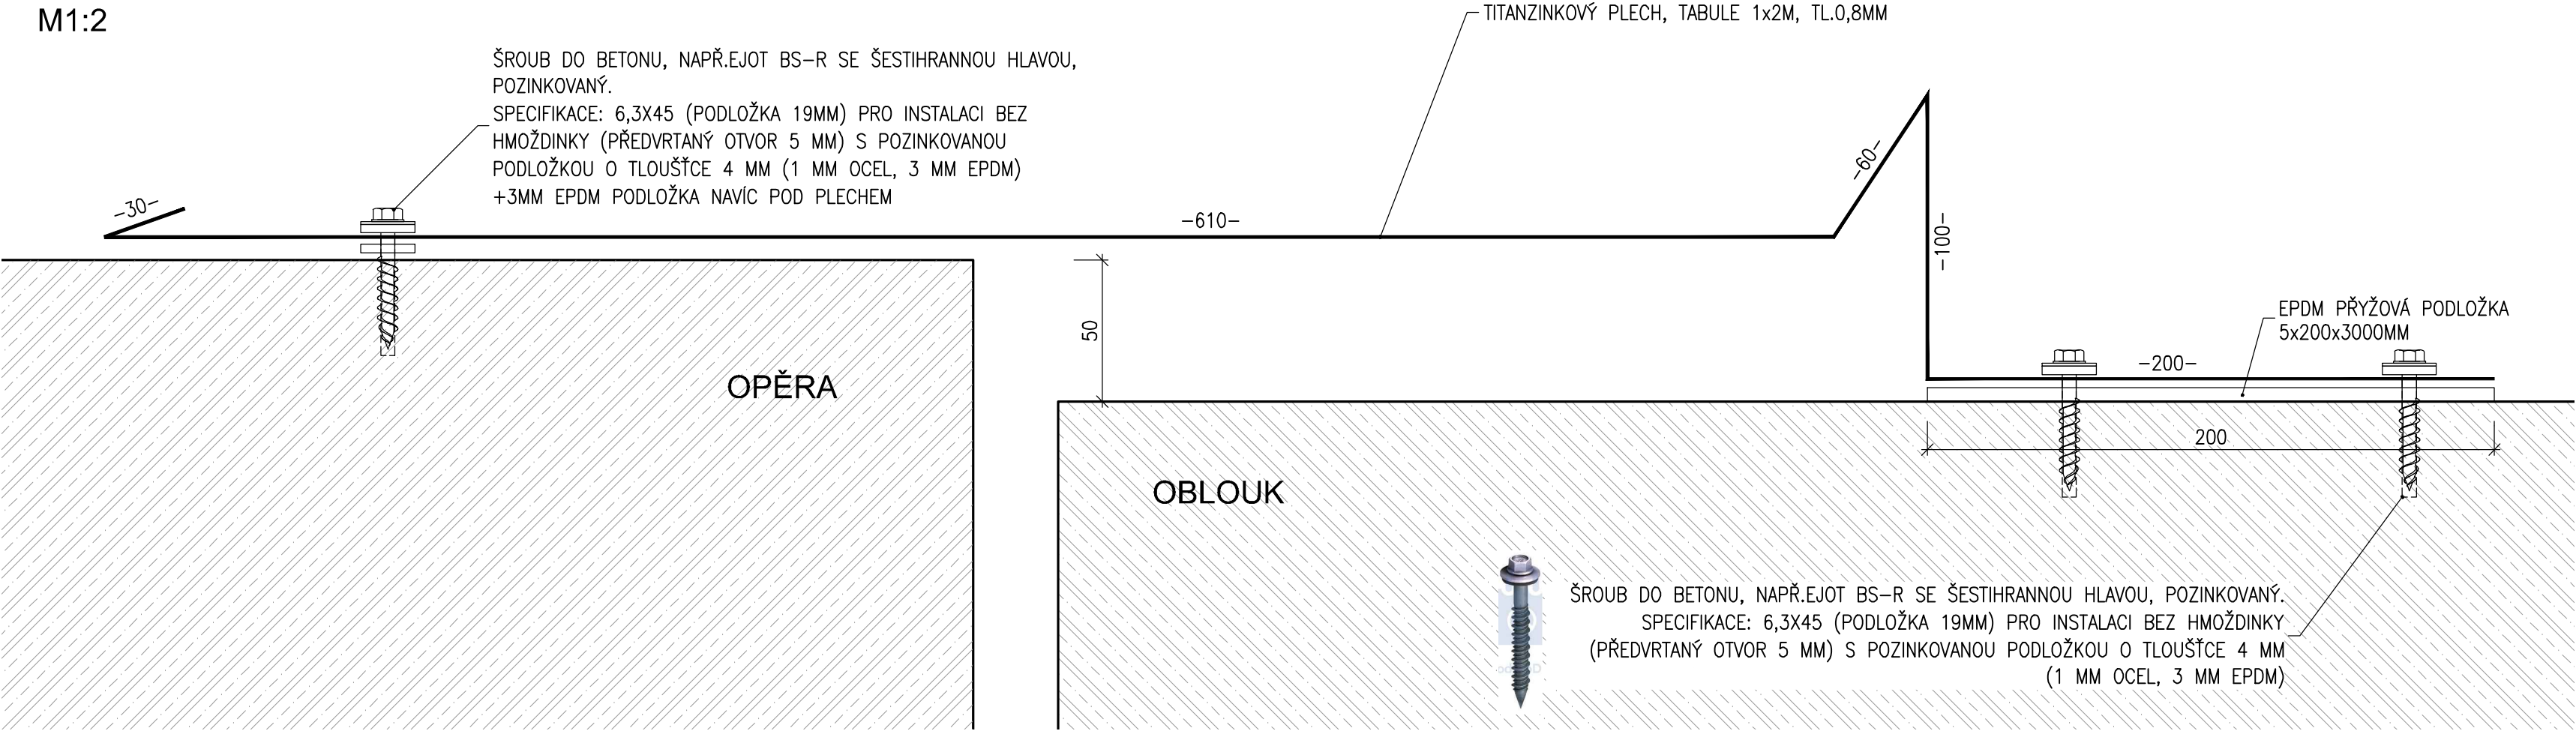 M1:2
TITANZINKOVÝ PLECH, TABULE 1x2M, TL.0,8MM
ŠROUB DO BETONU, NAPŘ.EJOT BS-R SE ŠESTIHRANNOU HLAVOU,
POZINKOVANÝ.
SPECIFIKACE: 6,3X45 (PODLOŽKA 19MM) PRO INSTALACI BEZ
HMOŽDINKY (PŘEDVRTANÝ OTVOR 5 MM) S POZINKOVANOU
PODLOŽKOU O TLOUŠŤCE 4 MM (1 MM OCEL, 3 MM EPDM)
+3MM EPDM PODLOŽKA NAVÍC POD PLECHEM
-30-
-610-
-60-
-100-
50
EPDM PŘYŽOVÁ PODLOŽKA
5x200x3000MM
-200-
OPĚRA
200
OBLOUK
ŠROUB DO BETONU, NAPŘ.EJOT BS-R SE ŠESTIHRANNOU HLAVOU, POZINKOVANÝ.
SPECIFIKACE: 6,3X45 (PODLOŽKA 19MM) PRO INSTALACI BEZ HMOŽDINKY
(PŘEDVRTANÝ OTVOR 5 MM) S POZINKOVANOU PODLOŽKOU O TLOUŠŤCE 4 MM
(1 MM OCEL, 3 MM EPDM)